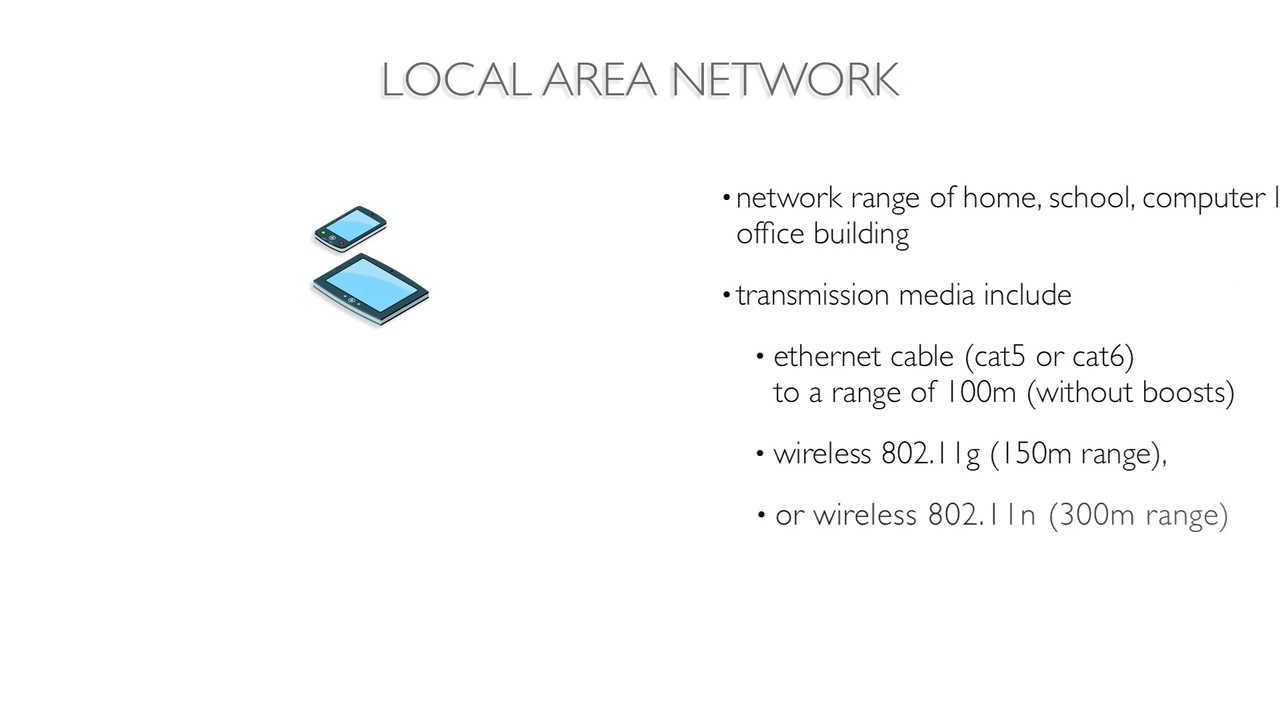 LOCAL AREA NETWORK
• network range of home, school, computer
office building
• transmission media include
• ethernet cable (cat5 or cat6)
to a range of 100m (without boosts)
• wireless 802.11g (150m range),
• or wireless 802.11n (300m range)